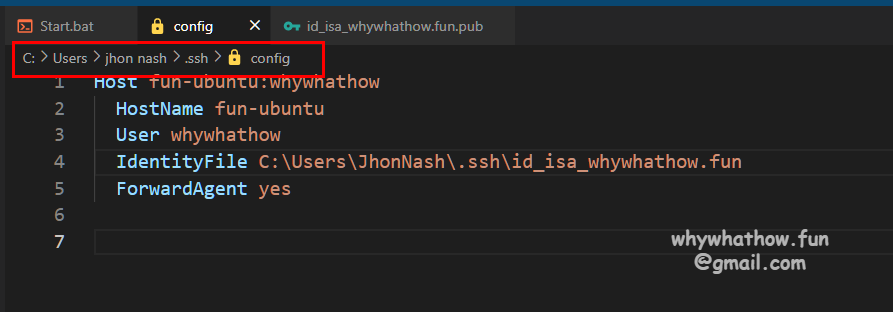 Start.bat config id_isa_whywhathow.fun.pub
C: > Users > jhon nash > .ssh > config
1 Host fun-ubuntu:whywhathow
2 HostName fun-ubuntu
3 User whywhathow
4 IdentityFile C:\Users\JhonNash\.ssh\id_isa_whywhathow.fun
5 ForwardAgent yes
6
7
whywhathow.fun
@gmail.com